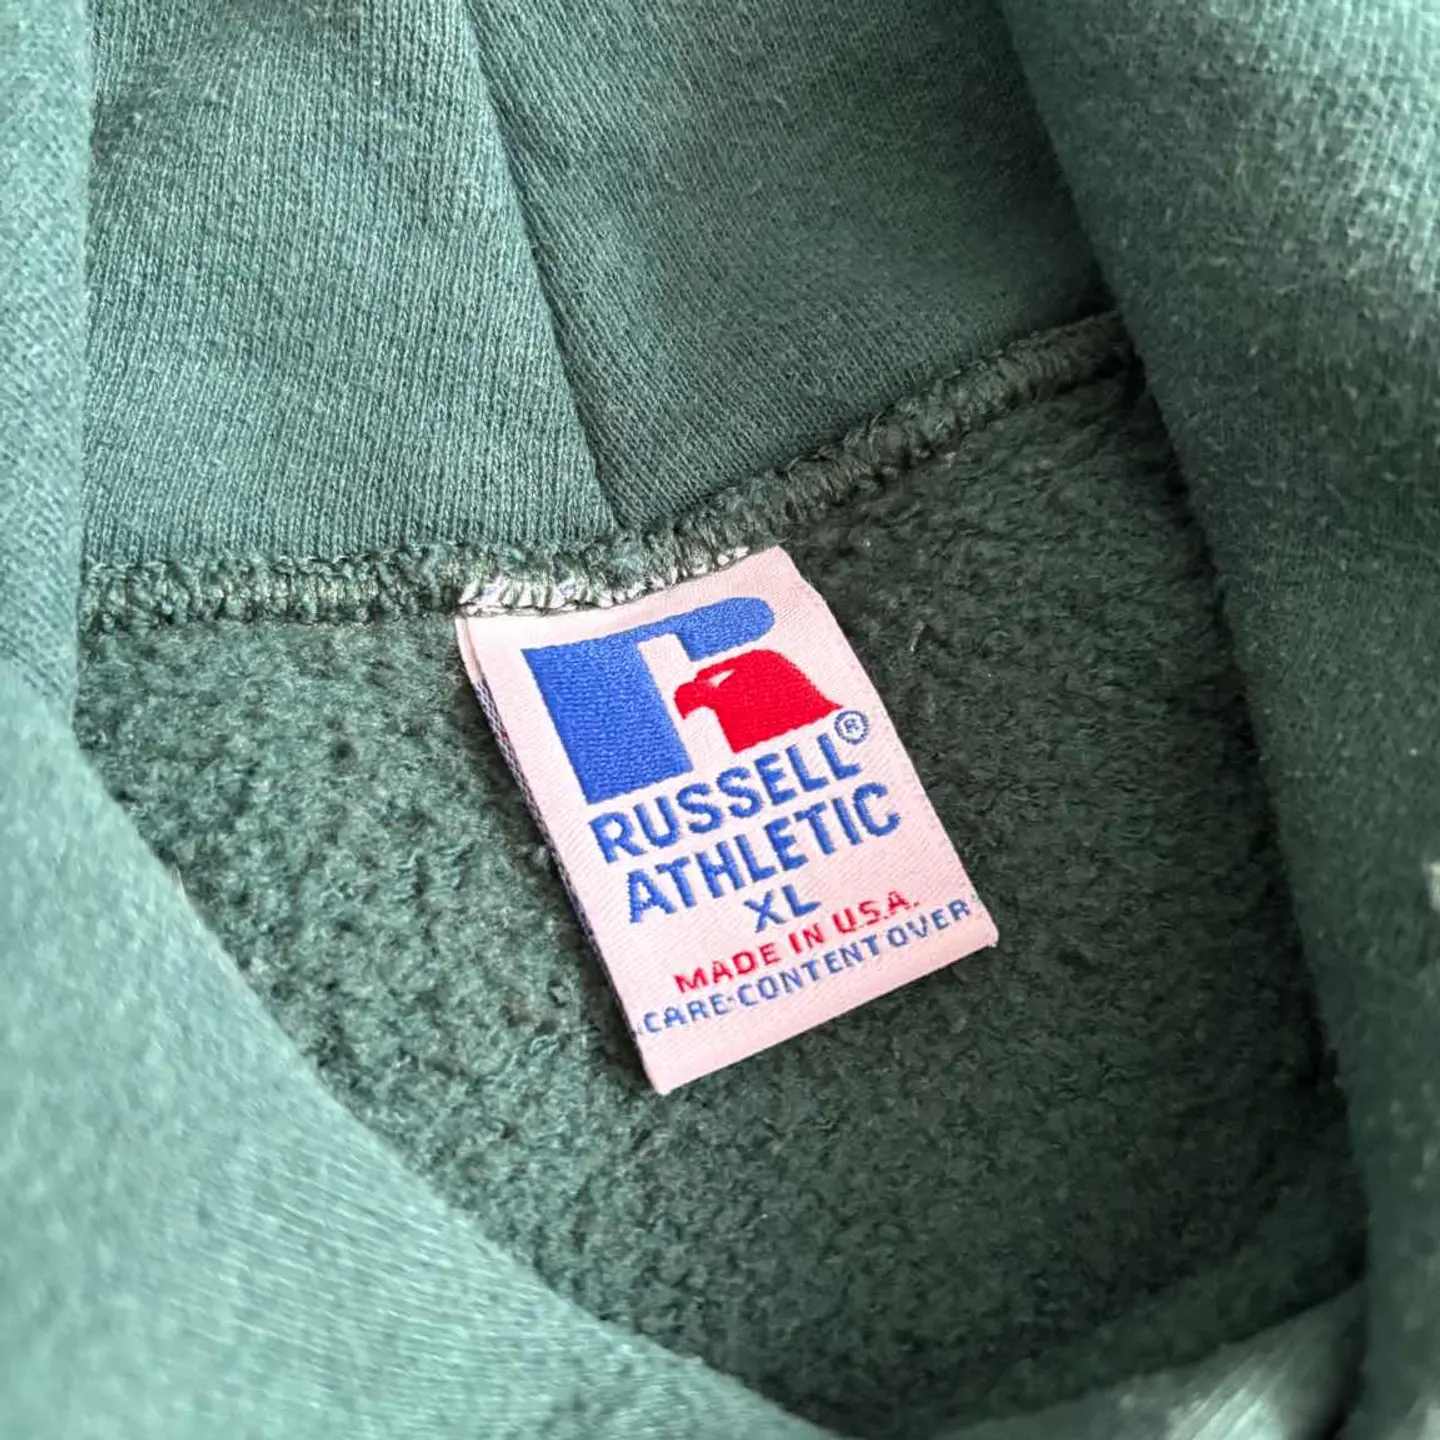 RUSSELL®
ATHLETIC
XL
MADE IN U.S.A.
CARE-CONTENT OVER